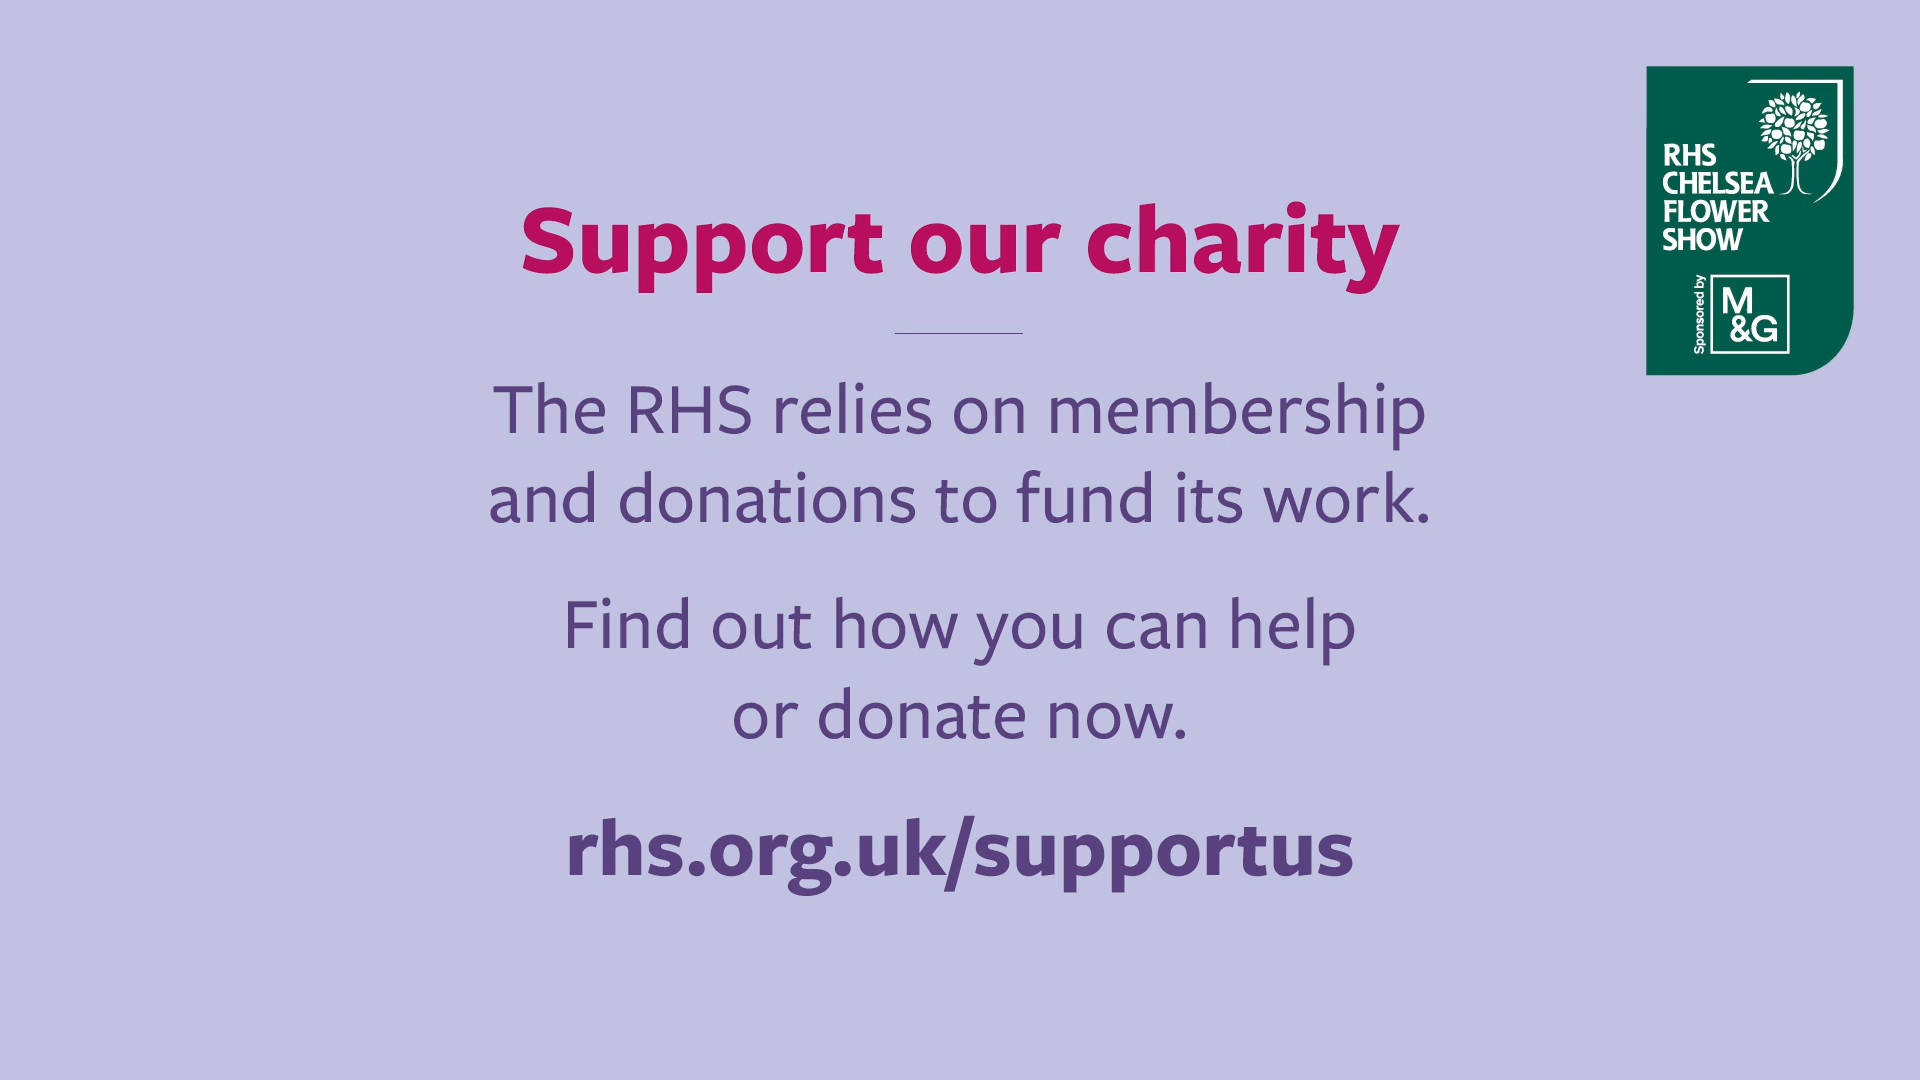 Support our charity
The RHS relies on membership
and donations to fund its work.
Find out how you can help
or donate now.
rhs.org.uk/supportus
RHS
CHELSEA
FLOWER
SHOW
Sponsored by
M
&G